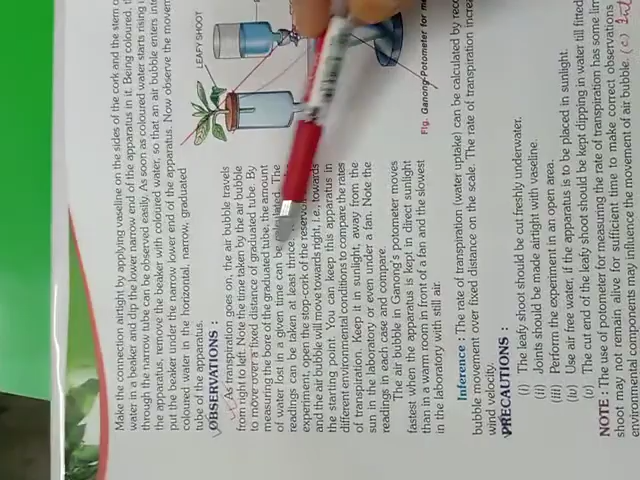 Make the connection airtight by applying vaseline on the sides of the cork and the stem o
water in a beaker and dip the lower narrow end of the apparatus in it. Being coloured, t
through the narrow tube can be observed easily. As soon as coloured water starts rising i
the apparatus, remove the beaker with coloured water, so that an air bubble enters int
put the beaker under the narrow lower end of the apparatus. Now observe the movem
coloured water in the horizontal, narrow, graduated
tube of the apparatus.
OBSERVATIONS :
As transpiration goes on, the air bubble travels
from right to left. Note the time taken by the air bubble
to move over a fixed distance of graduated tube. By
measuring the bore of the graduated tube, the amount
of water lost in a given time can be The
readings can be taken at least thrice.
experiment, open the stop-cork of the reservo
and the air bubble will move towards right, i.e., towards
the starting point. You can keep this apparatus in
different environmental conditions to compare the rates
of transpiration. Keep it in sunlight, away from the
sun in the laboratory or even under a fan. Note the
readings in each case and compare.
The air bubble in Ganong's potometer moves
fastest when the apparatus is kept in direct sunlight
than in a warm room in front of a fan and the slowest
in the laboratory with still air.
LEAFY SHOOT
Fig. Ganong Potometer for me
Inference : The rate of transpiration (water uptake) can be calculated by reco
bubble movement over fixed distance on the scale. The rate of transpiration increa
wind velocity.
PRECAUTIONS :
(i) The leafy shoot should be cut freshly underwater.
(ii) Joints should be made airtight with vaseline.
(iii) Perform the experiment in an open area.
(iv) Use air free water, if the apparatus is to be placed in sunlight.
(v) The cut end of the leafy shoot should be kept dipping in water till fitted
NOTE : The use of potometer for measuring the rate of transpiration has some lim
shoot may not remain alive for sufficient time to make correct observations
environmental components may influence the movement of air bubble. (c)